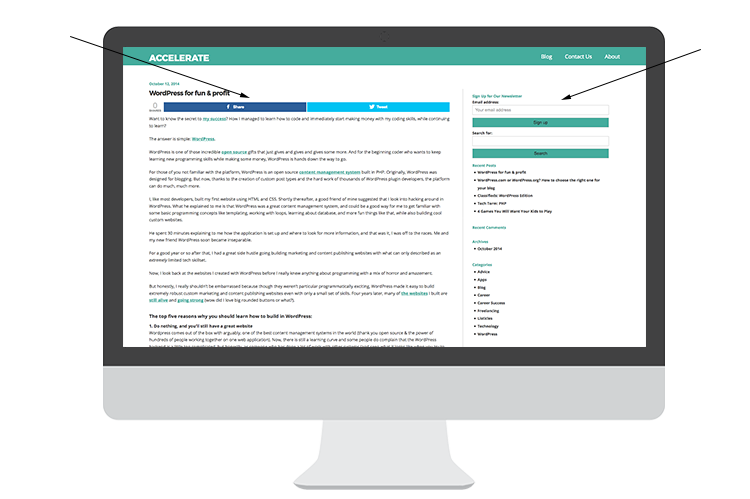 ACCELERATE
Blog Contact Us About
October 12, 2014
WordPress for fun & profit
0
SHARES
Share
Tweet
Want to know the secret to my success? How I managed to learn how to code and immediately start making money with my coding skills, while continuing
to learn?
The answer is simple: WordPress.
WordPress is one of those incredible open source gifts that just gives and gives and gives some more. And for the beginning coder who wants to keep
learning new programming skills while making some money, WordPress is hands down the way to go.
For those of you not familiar with the platform, WordPress is an open source content management system built in PHP. Originally, WordPress was
designed for blogging. But now, thanks to the creation of custom post types and the hard work of thousands of WordPress plugin developers, the platform
can do much, much more.
Like most developers, I built my first website using HTML and CSS. Shortly thereafter, a good friend of mine suggested that I look into hacking around in
WordPress. What he explained to me is that WordPress was a great content management system, and could be a good way for me to get familiar with
some basic programming concepts like templating, working with loops, learning about database, and more fun things like that, while also building cool
custom websites.
He spent 90 minutes explaining to me how the application is set up and where to look for more information, and that was it, I was off to the races. Me and
my new friend WordPress soon became inseparable.
For a good year or so after that, I had a great side hustle going building marketing and content publishing websites with what can only described as an
extremely limited tech skillset.
Now, I look back at the websites I created with WordPress before I really knew anything about programming with a mix of horror and amusement.
But honestly, I really shouldn't be embarrassed because though they weren't particular programmatically exciting, WordPress made it easy to build
extremely robust custom marketing and content publishing websites even with only a small set of skills. Four years later, many of the websites I built are
still alive and going strong (wow did I love big rounded buttons or what?).
The top five reasons why you should learn how to build in WordPress:
1. Do nothing, and you'll still have a great website
Wordpress comes out of the box with arguably, one of the best content management systems in the world (thank you open source & the power of
hundreds of people working together on one web application). Now, there is still a learning curve and some people do complain that the WordPress
Sign Up for Our Newsletter
Email address
Your email address
Sign up
Search for:
Search
Recent Posts
WordPress for fun & profit
WordPress.com or WordPress.org? How to choose the right one for
your blog
Classifieds: WordPress Edition
Tech Term: PHP
4 Games You Will Want Your Kids to Play
Recent Comments
Archives
October 2014
Categories
Advice
Apps
Blog
Career
Career Success
Freelancing
Listicles
Technology
WordPress